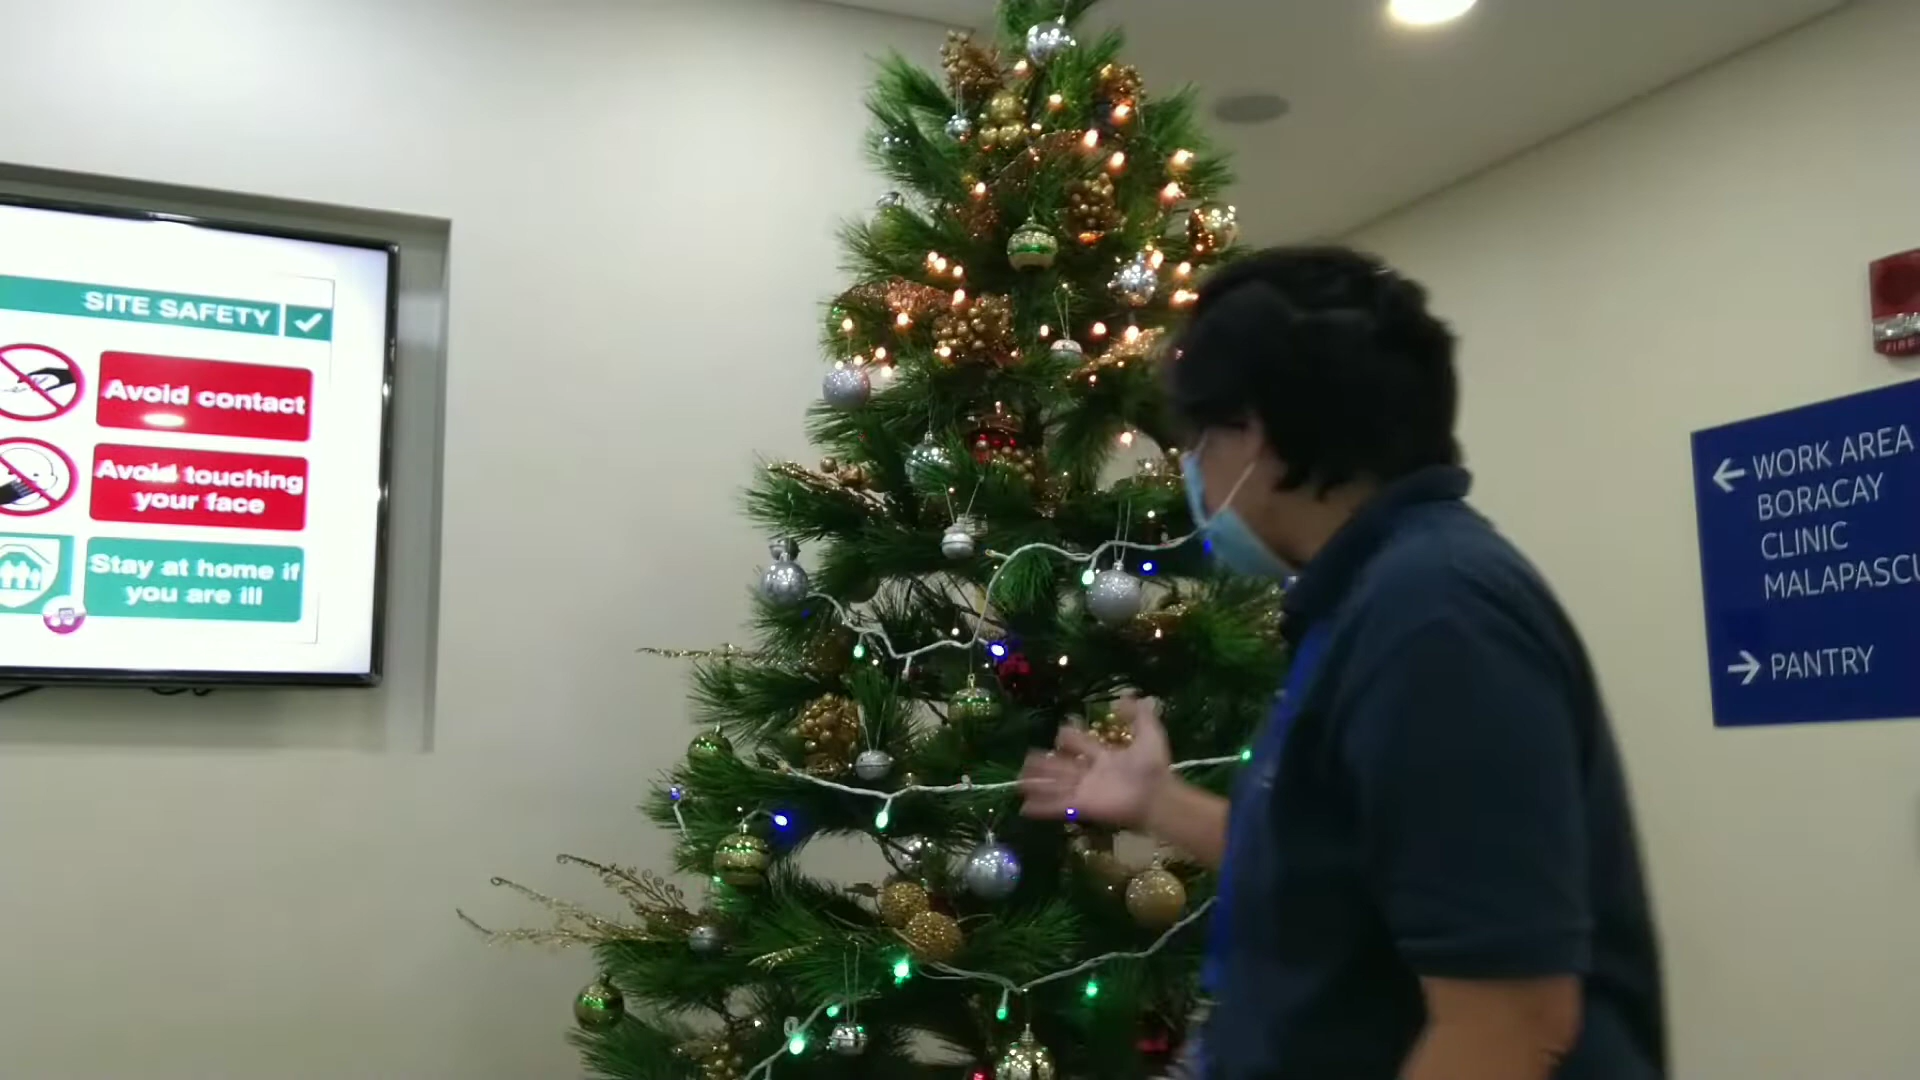 SITE SAFETY
Avoid contact
Avoid touching
your face
Stay at home if
you are ill
WORK AREA
BORACAY
CLINIC
PANTRY
FIRE